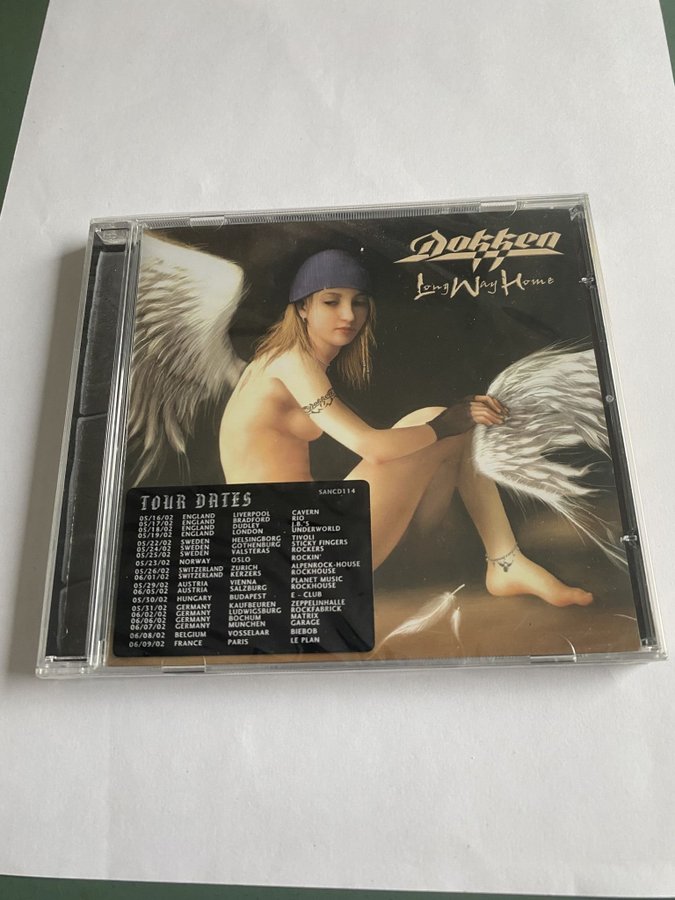 Dokken
Long Way Home
Dokken
TOUR DATES
SANCD114
05/16/02 ENGLAND LIVERPOOL CAVERN
05/17/02 ENGLAND BRADFORD RIO
05/18/02 ENGLAND DUDLEY J.B.'S
05/19/02 ENGLAND LONDON UNDERWORLD
05/22/02 SWEDEN HELSINGBORG TIVOLI
05/24/02 SWEDEN GOTHENBURG STICKY FINGERS
05/25/02 SWEDEN VALSTERAS ROCKERS
05/23/02 NORWAY OSLO ROCKIN'
05/26/02 SWITZERLAND ZURICH ALPENROCK-HOUSE
06/01/02 SWITZERLAND KERZERS ROCKHOUSE
05/29/02 AUSTRIA VIENNA PLANET MUSIC
06/05/02 AUSTRIA SALZBURG ROCKHOUSE
05/30/02 HUNGARY BUDAPEST E - CLUB
05/31/02 GERMANY KAUFBEUREN ZEPPELINHALLE
06/02/02 GERMANY LUDWIGSBURG ROCKFABRICK
06/06/02 GERMANY BOCHUM MATRIX
06/07/02 GERMANY MUNCHEN GARAGE
06/08/02 BELGIUM VOSSELAAR BIEBOB
06/09/02 FRANCE PARIS LE PLAN